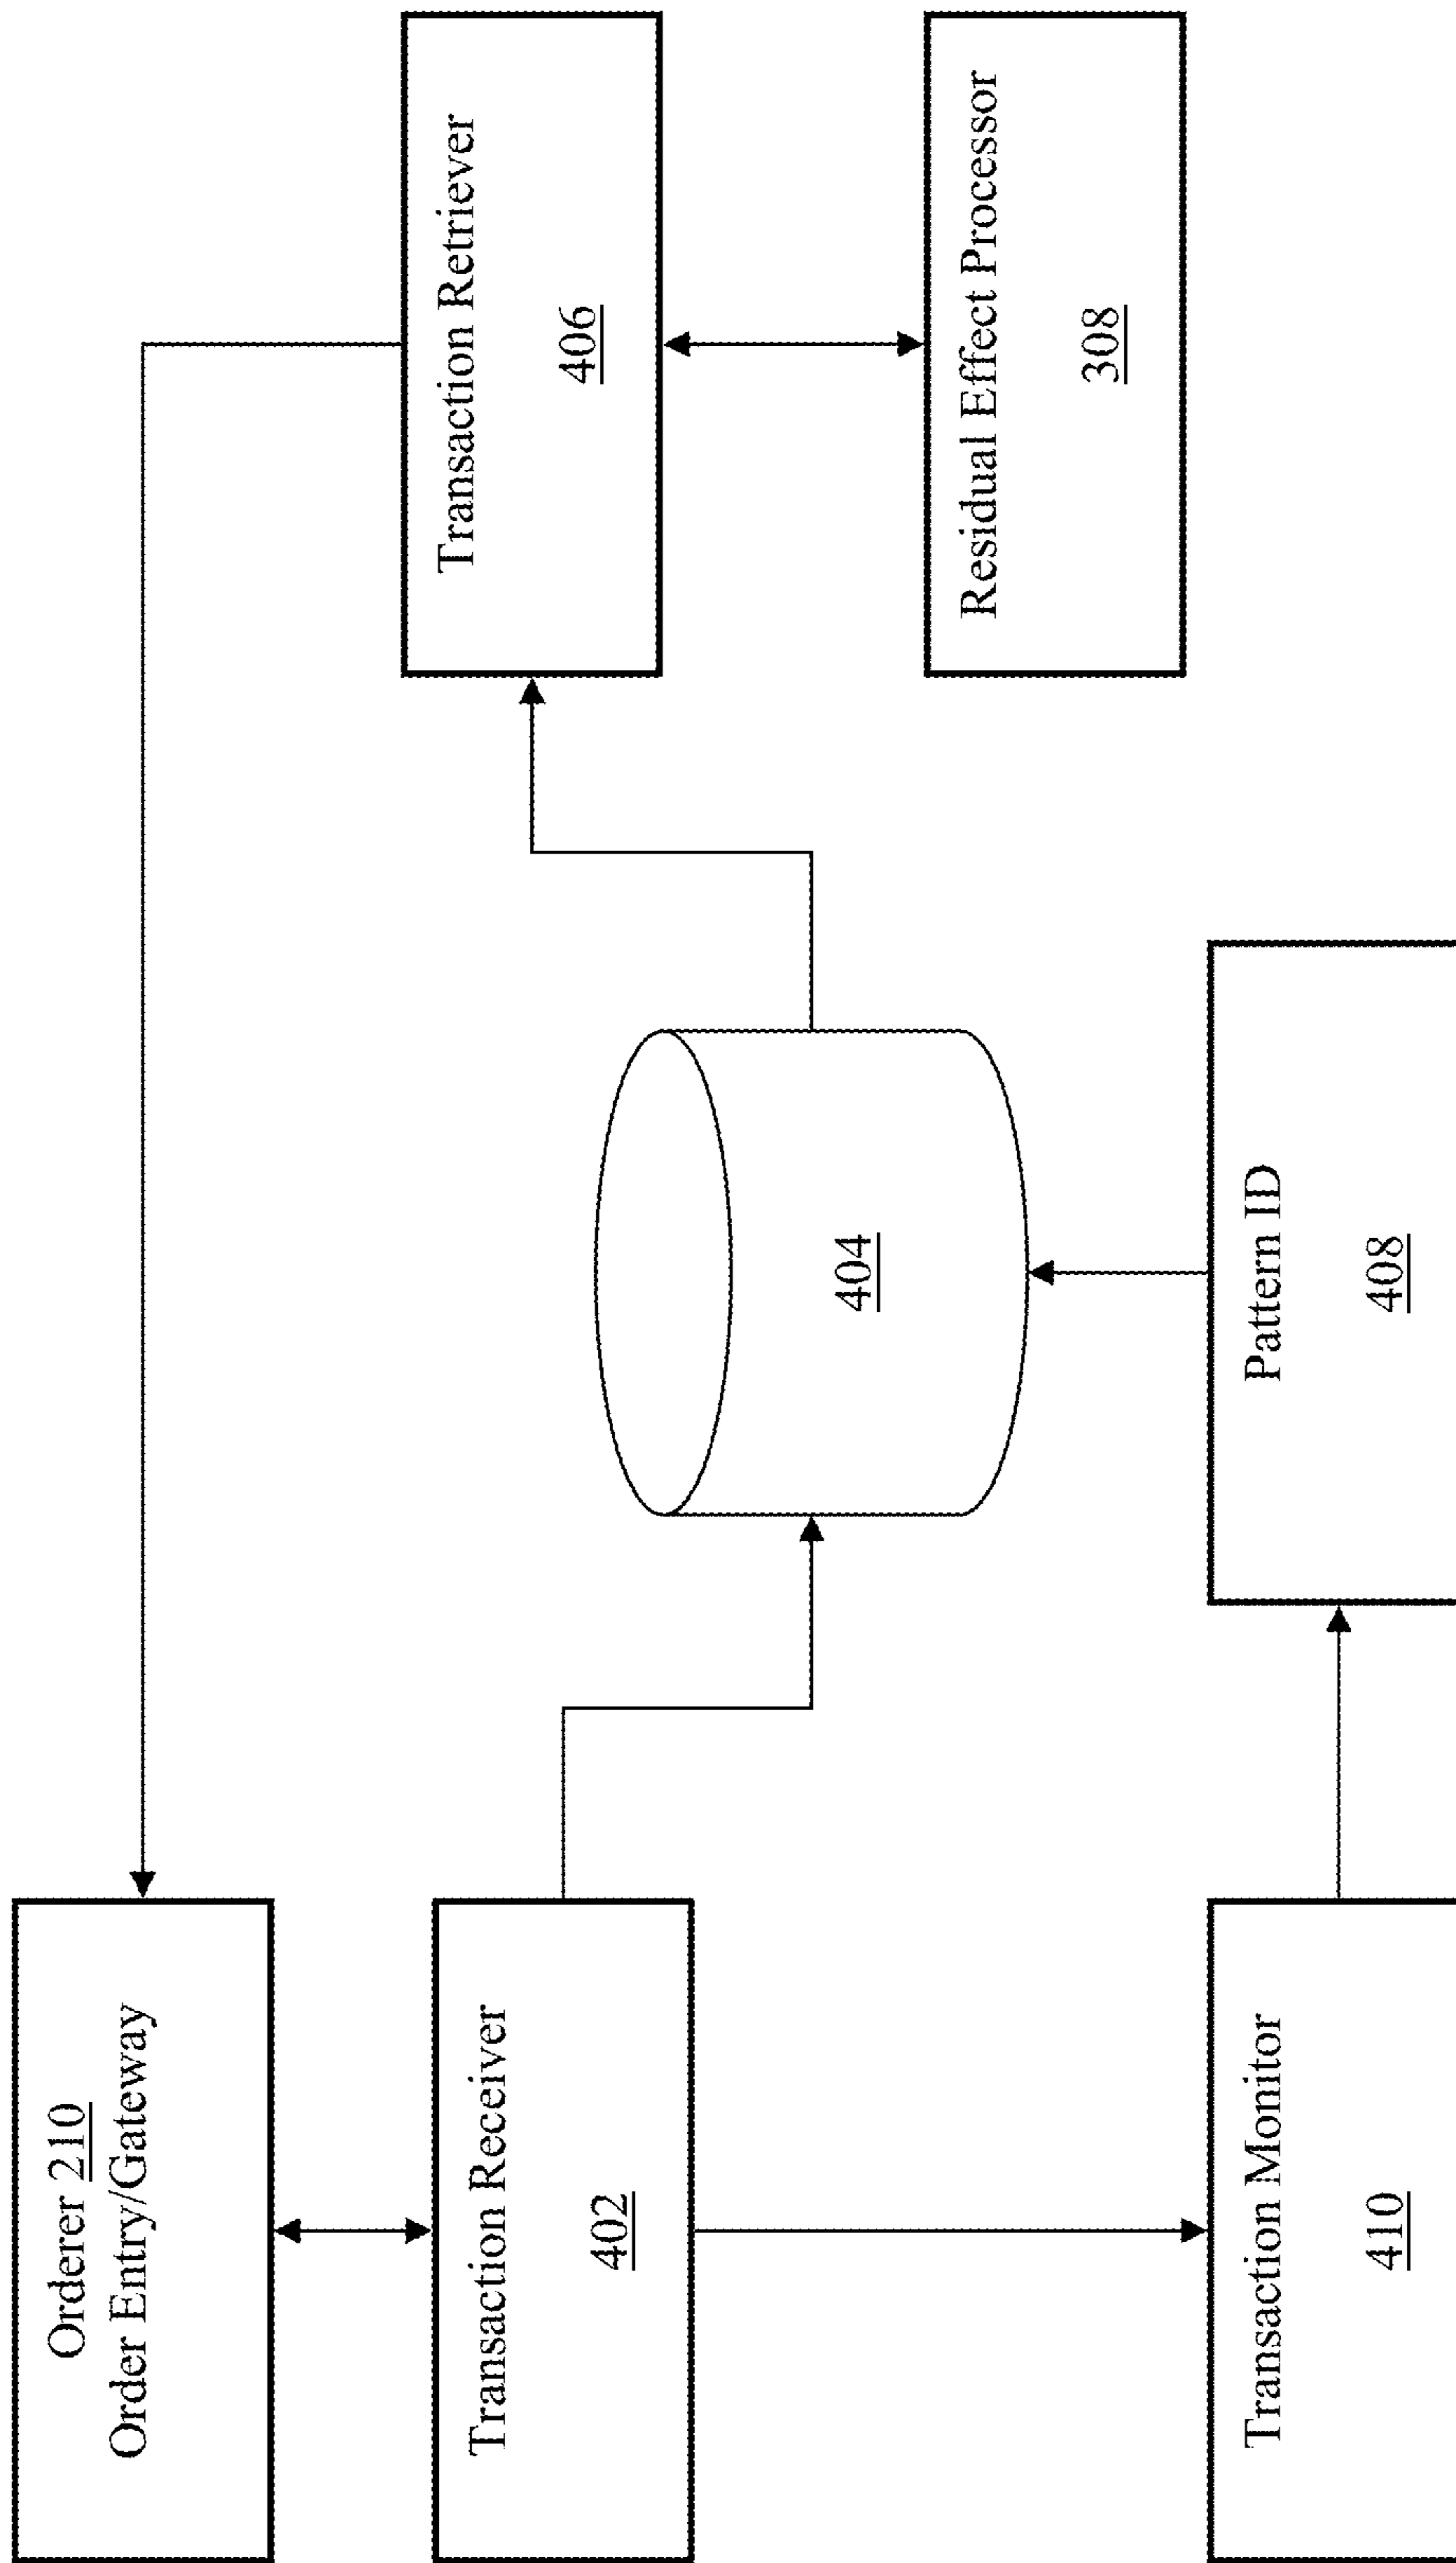 Orderer 210
Order Entry/Gateway
Transaction Receiver
402
Transaction Monitor
410
404
Pattern ID
408
Transaction Retriever
406
Residual Effect Processor
308